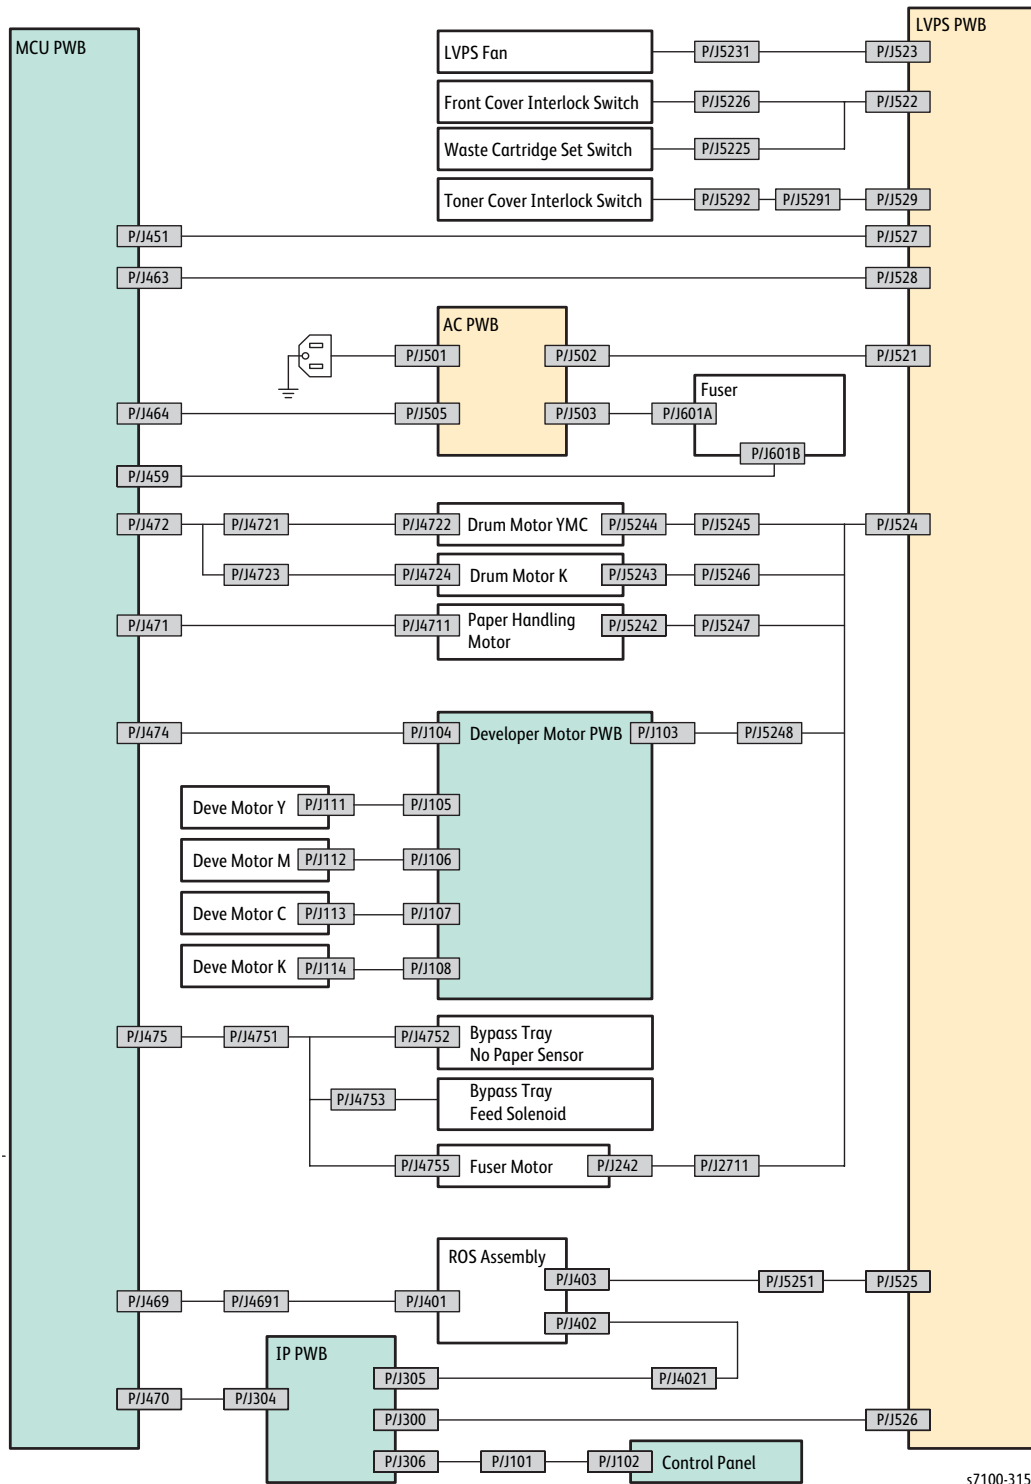 MCU PWB
LVPS PWB
LVPS Fan
P/J5231
P/J523
Front Cover Interlock Switch
P/J5226
P/J522
Waste Cartridge Set Switch
P/J5225
Toner Cover Interlock Switch
P/J5292
P/J5291
P/J529
P/J451
P/J527
P/J463
P/J528
AC PWB
P/J501
P/J502
P/J521
Fuser
P/J464
P/J505
P/J503
P/J601A
P/J601B
P/J459
P/J472
P/J4721
P/J4722
Drum Motor YMC
P/J5244
P/J5245
P/J524
P/J4723
P/J4724
Drum Motor K
P/J5243
P/J5246
P/J471
P/J4711
Paper Handling
Motor
P/J5242
P/J5247
P/J474
P/J104
Developer Motor PWB
P/J103
P/J5248
Deve Motor Y
P/J111
P/J105
Deve Motor M
P/J112
P/J106
Deve Motor C
P/J113
P/J107
Deve Motor K
P/J114
P/J108
P/J475
P/J4751
P/J4752
Bypass Tray
No Paper Sensor
P/J4753
Bypass Tray
Feed Solenoid
P/J4755
Fuser Motor
P/J242
P/J2711
ROS Assembly
P/J403
P/J5251
P/J525
P/J469
P/J4691
P/J401
P/J402
IP PWB
P/J305
P/J4021
P/J470
P/J304
P/J300
P/J526
P/J306
P/J101
P/J102
Control Panel
s7100-315